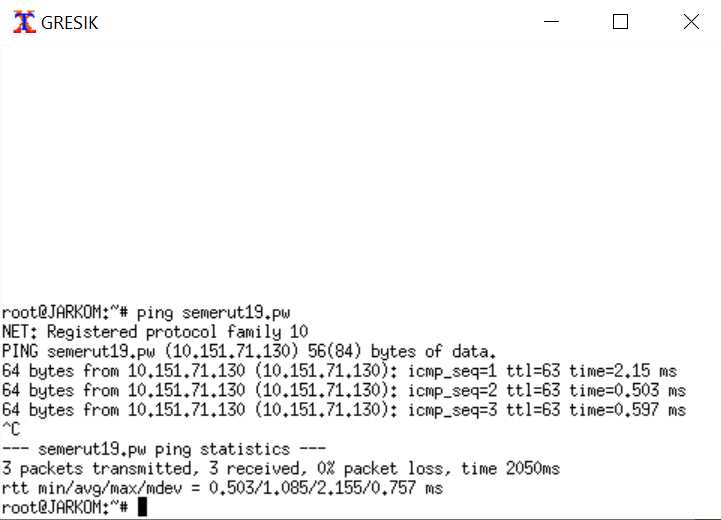 GRESIK
root@JARKOM:~# ping semerut19.pw
NET: Registered protocol family 10
PING semerut19.pw (10.151.71.130) 56(84) bytes of data.
64 bytes from 10.151.71.130 (10.151.71.130): icmp_seq=1 ttl=63 time=2.15 ms
64 bytes from 10.151.71.130 (10.151.71.130): icmp_seq=2 ttl=63 time=0.503 ms
64 bytes from 10.151.71.130 (10.151.71.130): icmp_seq=3 ttl=63 time=0.597 ms
^C
--- semerut19.pw ping statistics ---
3 packets transmitted, 3 received, 0% packet loss, time 2050ms
rtt min/avg/max/mdev = 0.503/1.085/2.155/0.757 ms
root@JARKOM:~#